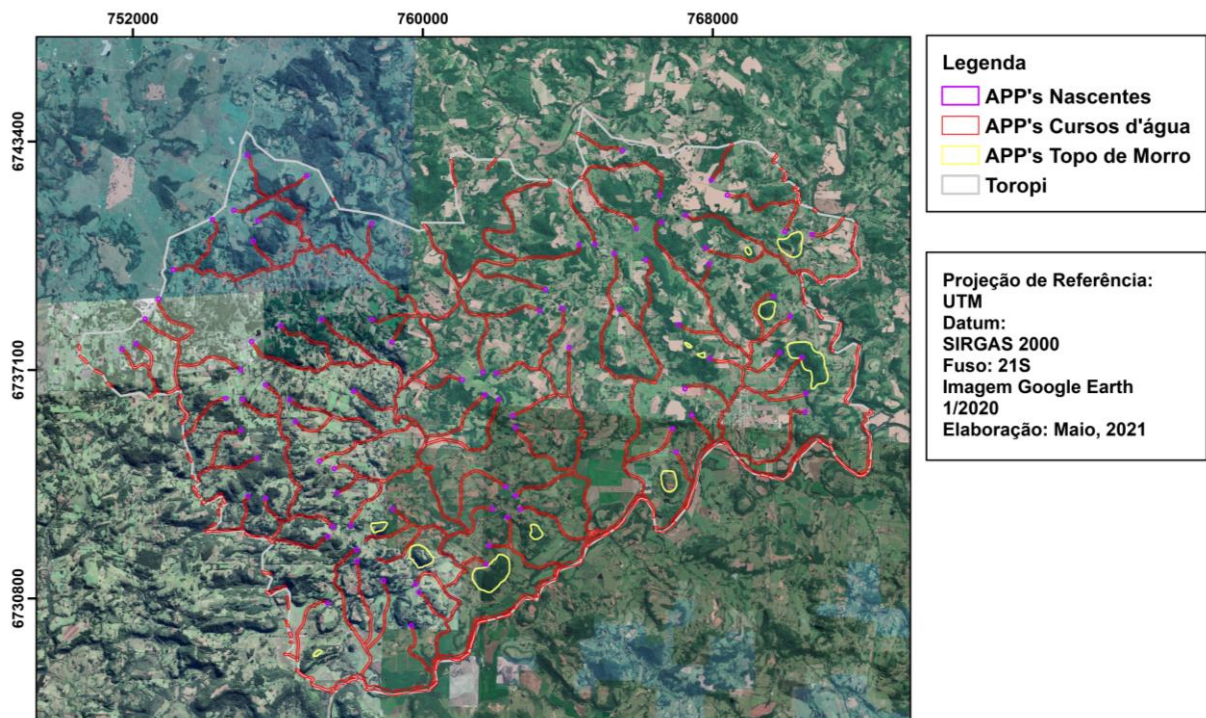 752000
760000
768000
6743400
6737100
6730800
Legenda
APP's Nascentes
APP's Cursos d'água
APP's Topo de Morro
Toropi
Projeção de Referência:
UTM
Datum:
SIRGAS 2000
Fuso: 21S
Imagem Google Earth
1/2020
Elaboração: Maio, 2021